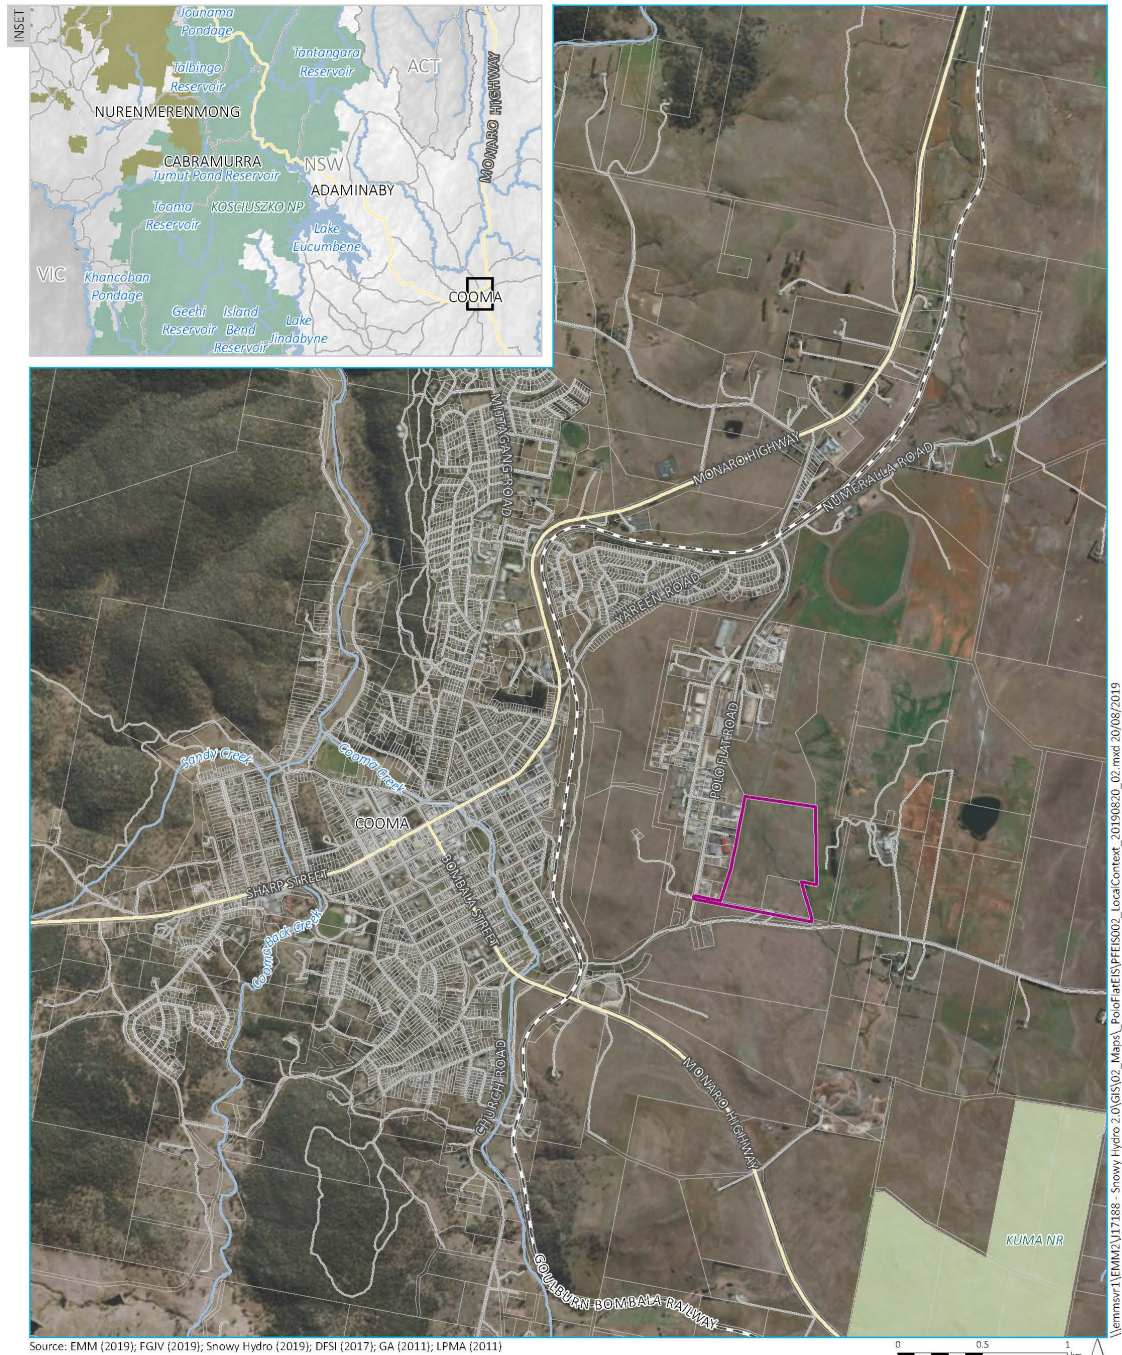 INSET
Jounama
Pondage
Tantangara
Reservoir
ACT
Talbingo
Reservoir
MONARO HIGHWAY
NURENMERENMONG
CABRAMURRA
NSW
Tumut Pond Reservoir
ADAMINABY
Tooma
Reservoir
KOSCIUSZKO NP
Lake
Eucumbene
VIC
Khancoban
Pondage
COOMA
Geehi
Reservoir
Island
Bend
Reservoir
Lake
Jindabyne
MITTAGANG ROAD
MONARO HIGHWAY
NUMERALLA ROAD
YAREEN ROAD
POLO FLAT ROAD
Sandy Creek
Cooma Creek
COOMA
SHARP STREET
BOMBALA STREET
Cooma Back Creek
CHURCH ROAD
MONARO HIGHWAY
KUMA NR
GOULBURN BOMBALA RAILWAY
\\emmsvr1\EMM2\J17188 - Snowy Hydro 2.0\GIS\02_Maps\_PoloFlatEIS\PFEIS002_LocalContext_20190820_02.mxd 20/08/2019
Source: EMM (2019); FGJV (2019); Snowy Hydro (2019); DFSI (2017); GA (2011); LPMA (2011)
0 0.5 1